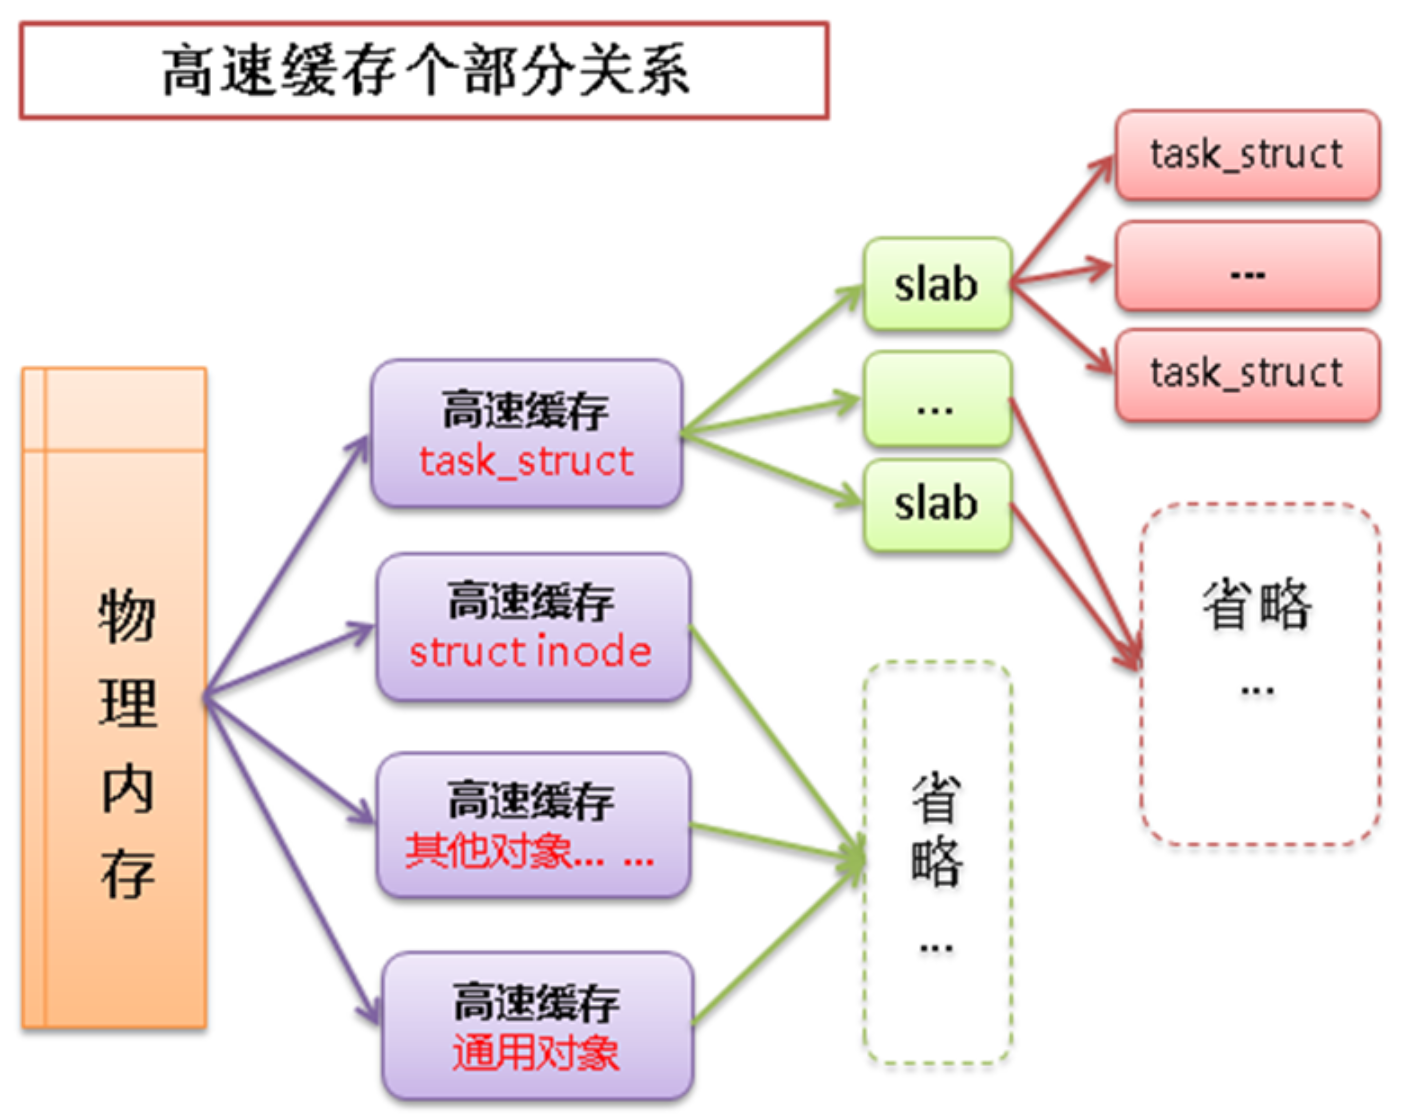 高速缓存个部分关系
物理内存
高速缓存
task_struct
高速缓存
struct inode
高速缓存
其他对象... ...
高速缓存
通用对象
slab
...
slab
省略
...
task_struct
...
task_struct
省略
...